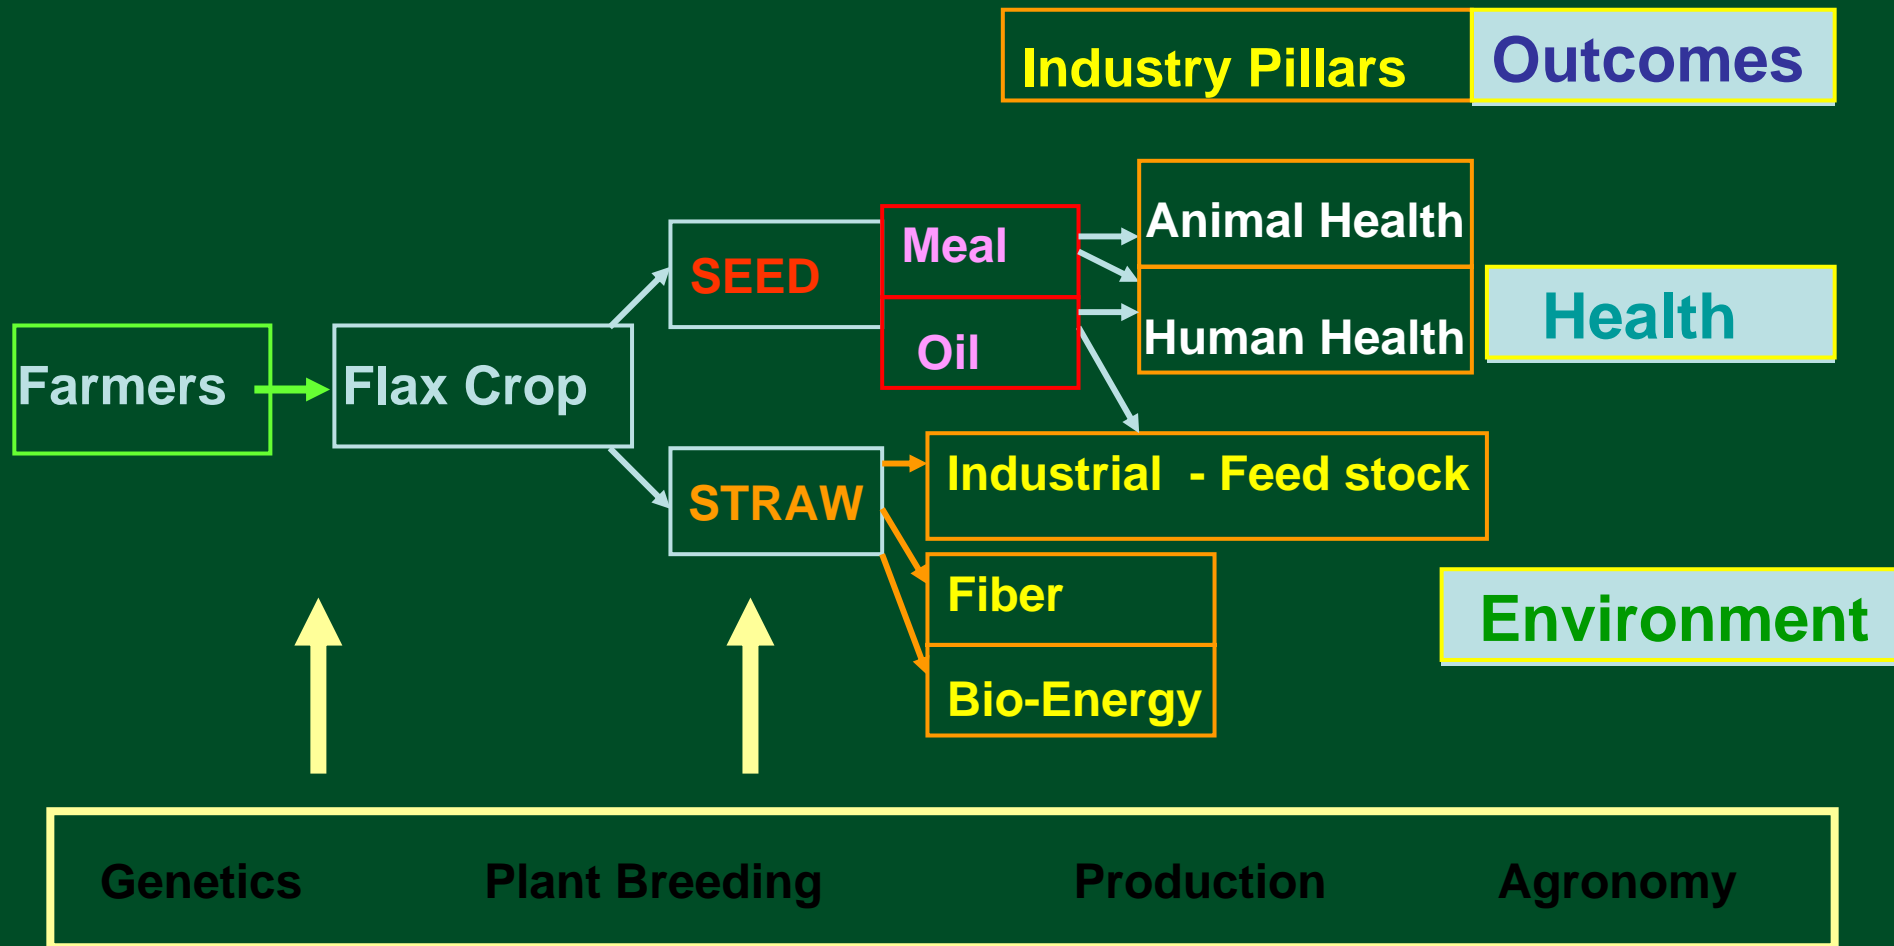 Industry Pillars
Outcomes
Animal Health
Meal
SEED
Health
Human Health
Oil
Farmers
Flax Crop
Industrial  - Feed stock
STRAW
Fiber
Environment
Bio-Energy
Genetics
Plant Breeding
Production
Agronomy